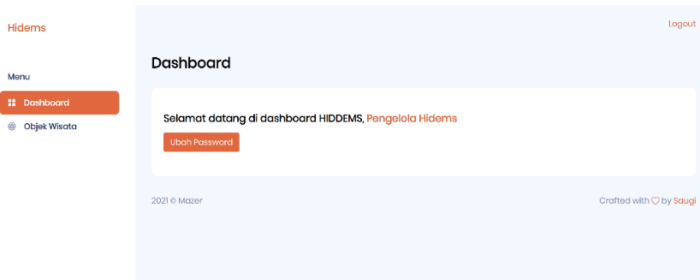 Hidems
Logout
Dashboard
Menu
Dashboard
Objek Wisata
Selamat datang di dashboard HIDDEMS, Pengelola Hidems
Ubah Password
2021 © Mazer
Crafted with ♡ by Saugi